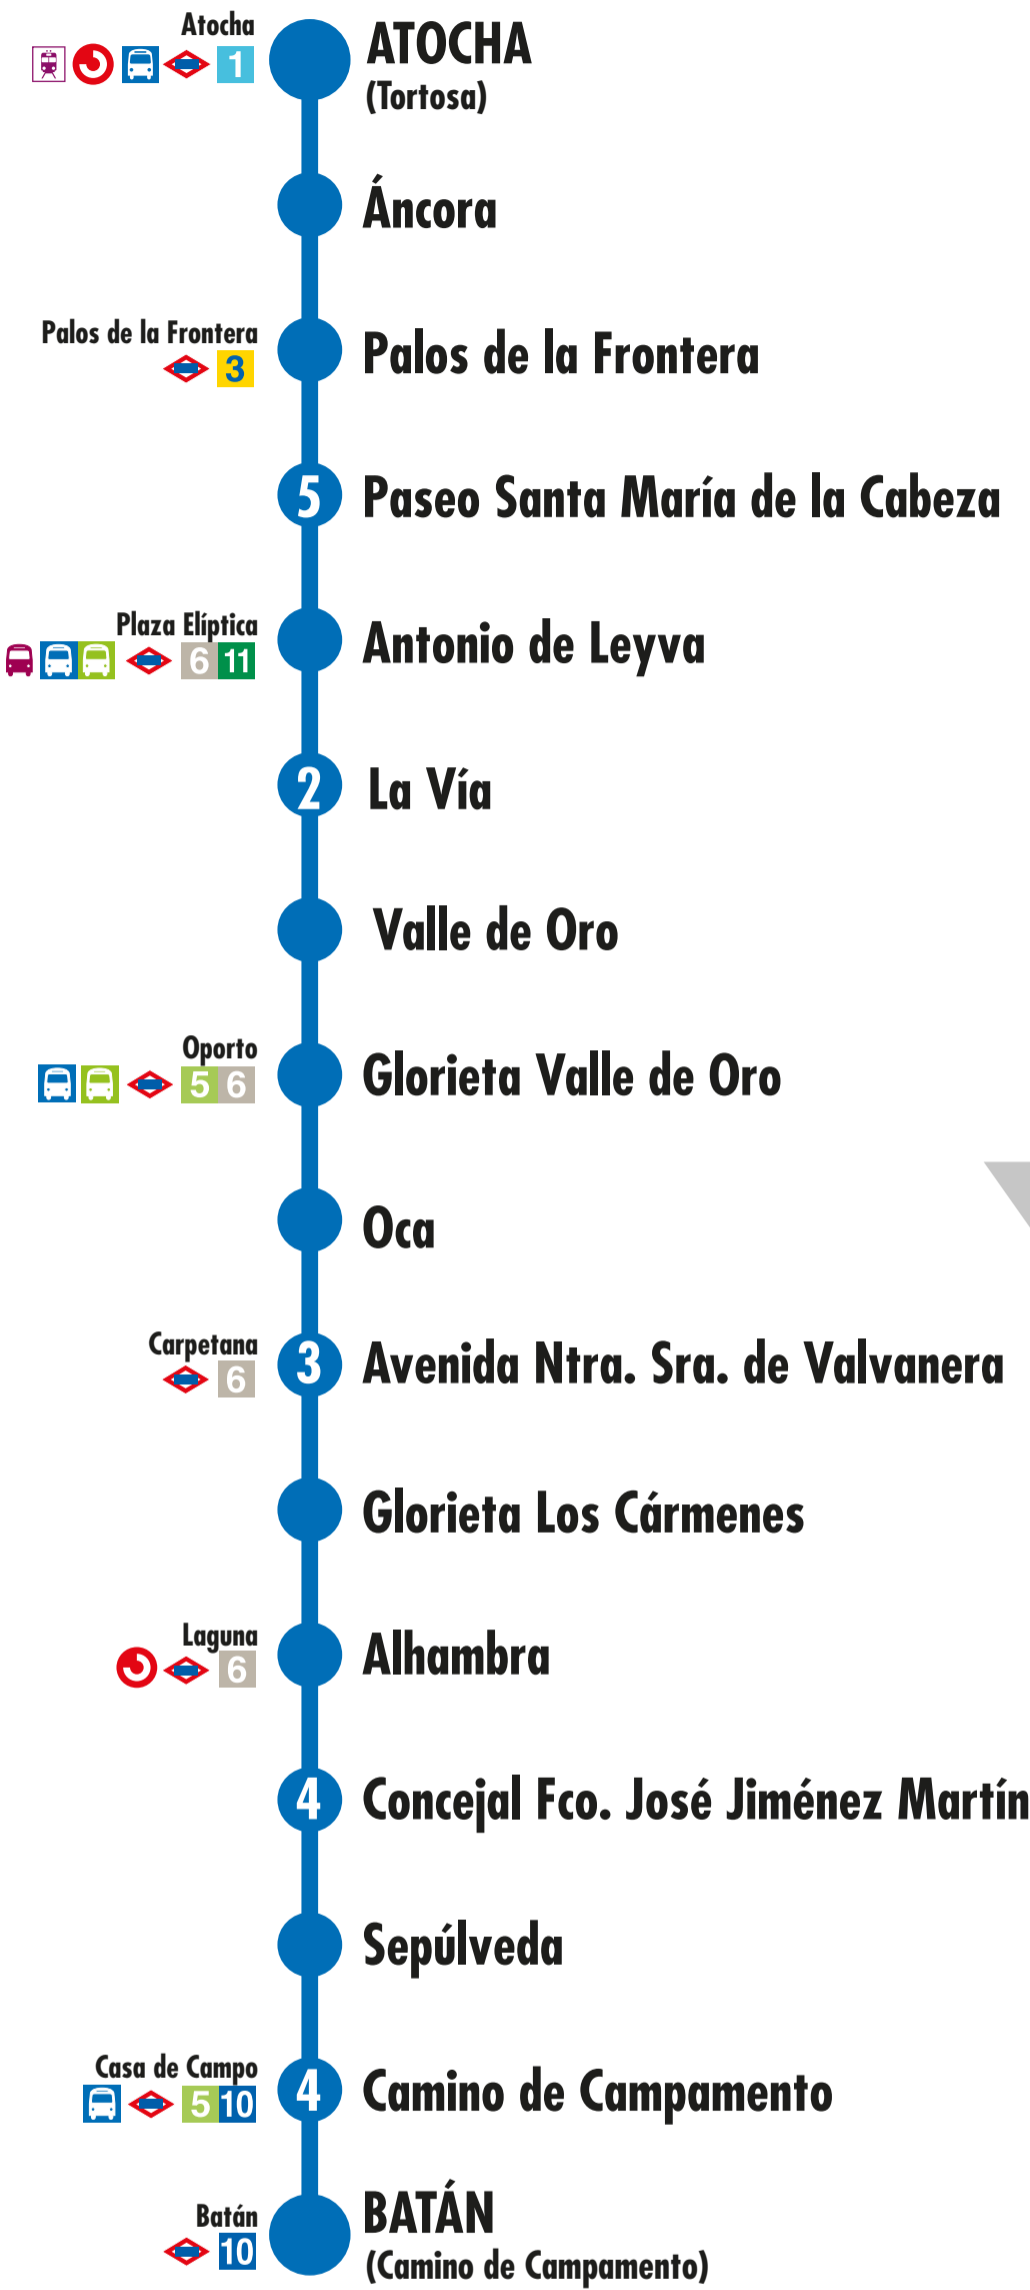 Atocha
1
ATOCHA
(Tortosa)
Áncora
Palos de la Frontera
3
Palos de la Frontera
5 Paseo Santa María de la Cabeza
Plaza Elíptica
6 11
Antonio de Leyva
2 La Vía
Valle de Oro
Oporto
5 6
Glorieta Valle de Oro
Oca
Carpetana
6
3 Avenida Ntra. Sra. de Valvanera
Glorieta Los Cármenes
Laguna
6
Alhambra
4 Concejal Fco. José Jiménez Martín
Sepúlveda
Casa de Campo
5 10
4 Camino de Campamento
Batán
10
BATÁN
(Camino de Campamento)